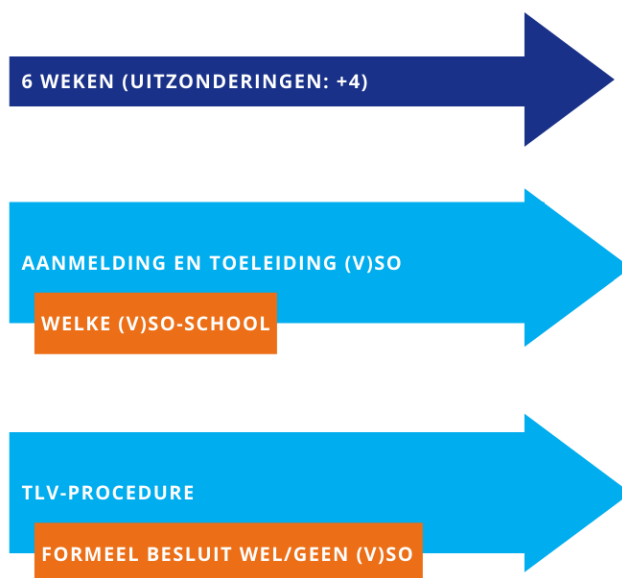 6 WEKEN (UITZONDERINGEN: +4)
AANMELDING EN TOELEIDING (V)SO
WELKE (V)SO-SCHOOL
TLV-PROCEDURE
FORMEEL BESLUIT WEL/GEEN (V)SO